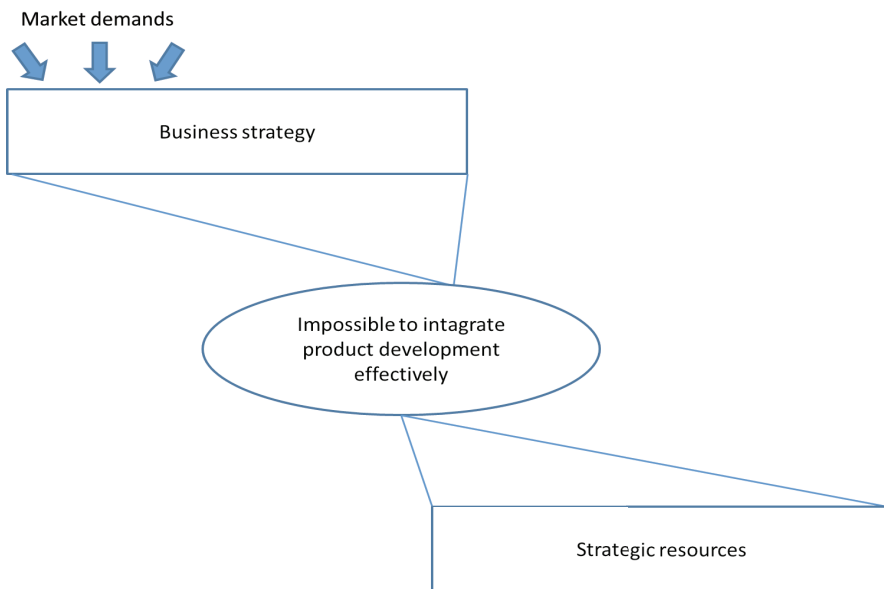 Market demands
Business strategy
Impossible to intagrate
product development
effectively
Strategic resources